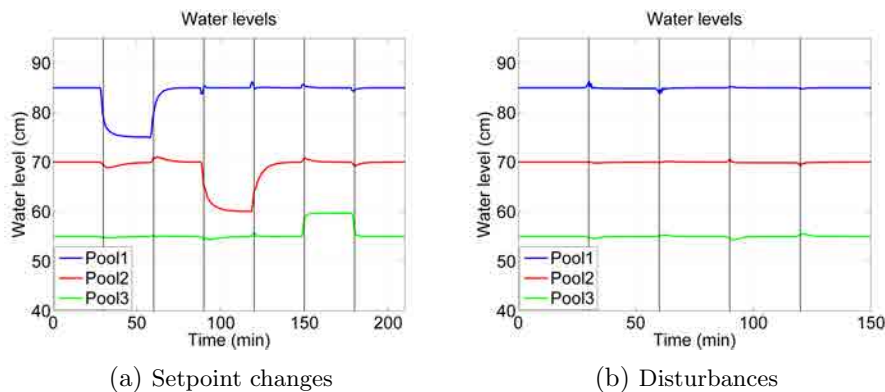 Water levels
90
80
70
60
50
40
Water level (cm)
Pool1
Pool2
Pool3
0
50
100
150
200
Time (min)
(a) Setpoint changes
Water levels
90
80
70
60
50
40
Water level (cm)
Pool1
Pool2
Pool3
0
50
100
150
Time (min)
(b) Disturbances